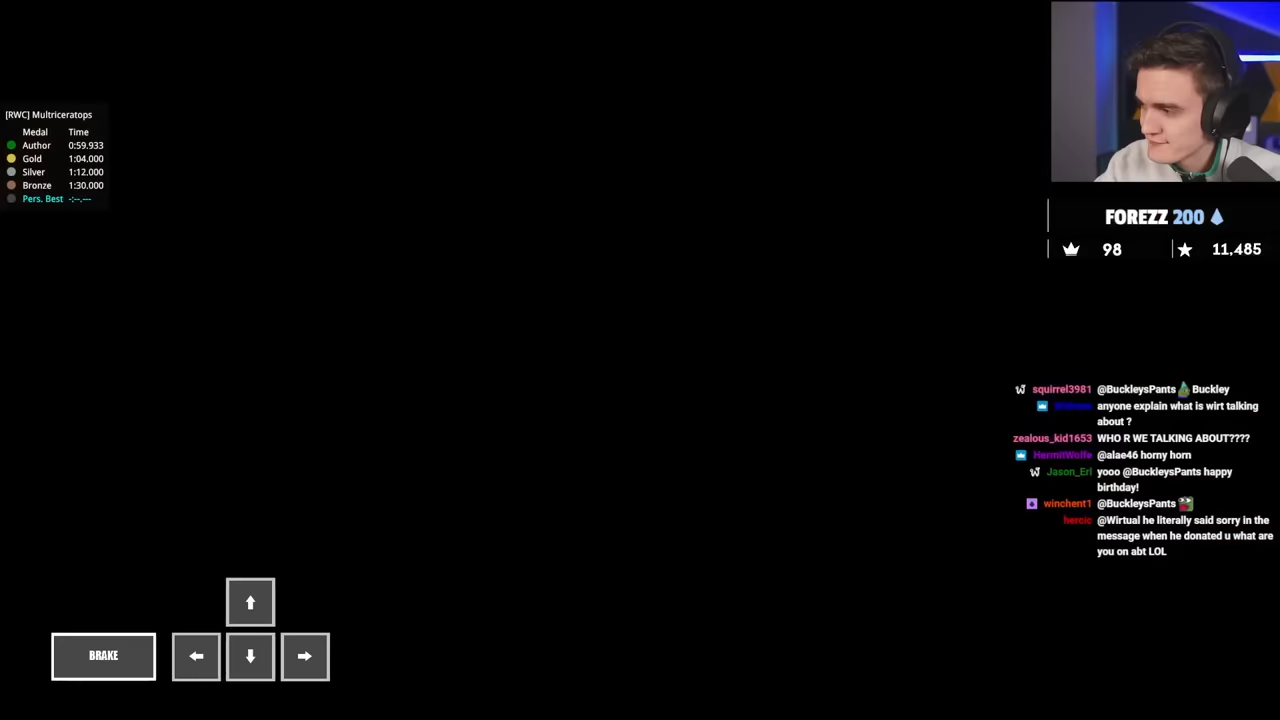 [RWC] Multriceratops
Medal Time
Author 0:59.933
Gold 1:04.000
Silver 1:12.000
Bronze 1:30.000
Pers. Best -:--.---
FOREZZ 200
98 11,485
squirrel3981 @BuckleysPants Buckley
anyone explain what is wirt talking
about ?
zealous_kid1653 WHO R WE TALKING ABOUT????
HermitWolfe @alae46 horny horn
Jason_Erl yooo @BuckleysPants happy
birthday!
winchent1 @BuckleysPants
@Wirtual he literally said sorry in the
message when he donated u what are
you on abt LOL
BRAKE